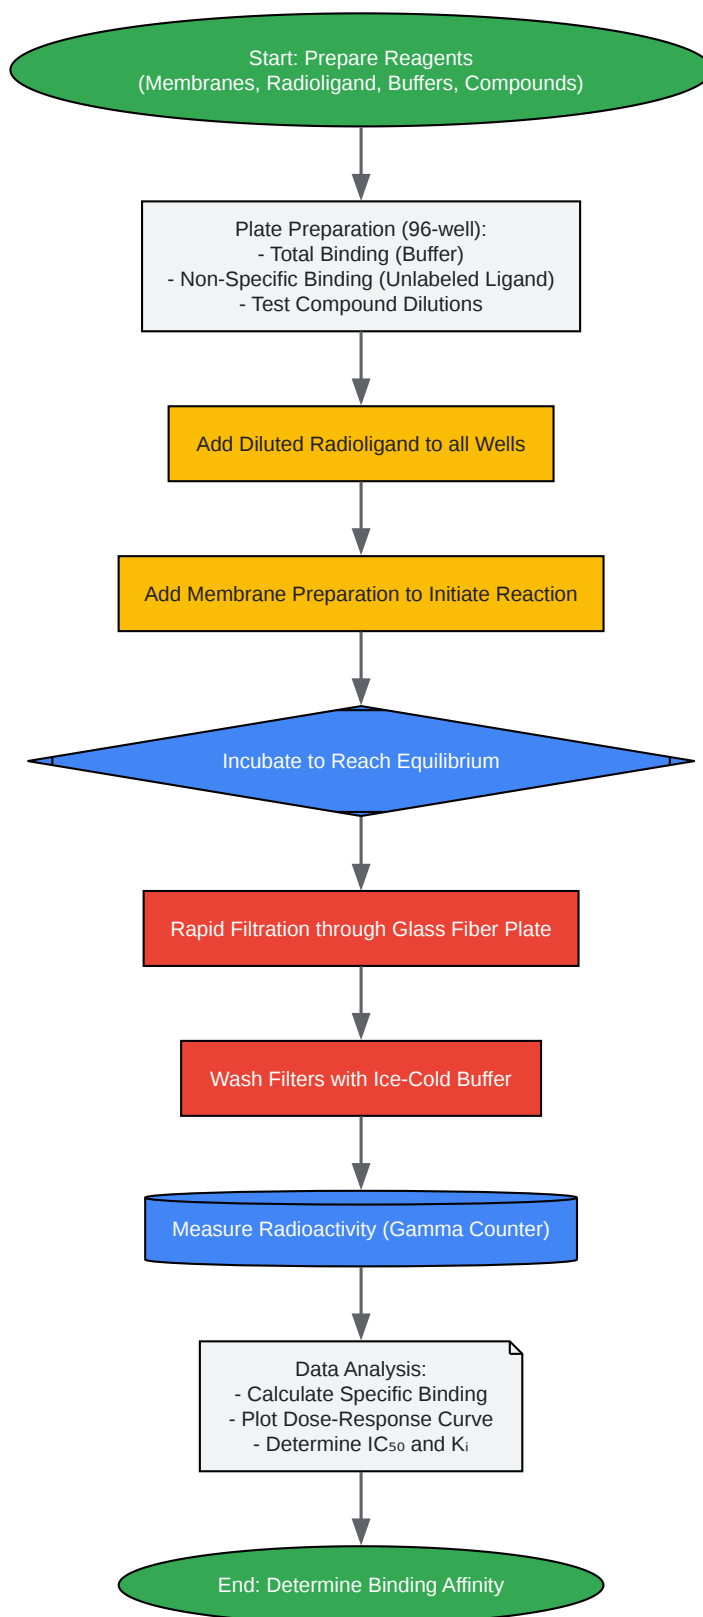 Start: Prepare Reagents
(Membranes, Radioligand, Buffers, Compounds)
Plate Preparation (96-well):
- Total Binding (Buffer)
- Non-Specific Binding (Unlabeled Ligand)
- Test Compound Dilutions
Add Diluted Radioligand to all Wells
Add Membrane Preparation to Initiate Reaction
Incubate to Reach Equilibrium
Rapid Filtration through Glass Fiber Plate
Wash Filters with Ice-Cold Buffer
Measure Radioactivity (Gamma Counter)
Data Analysis:
- Calculate Specific Binding
- Plot Dose-Response Curve
- Determine IC₅₀ and Kᵢ
End: Determine Binding Affinity